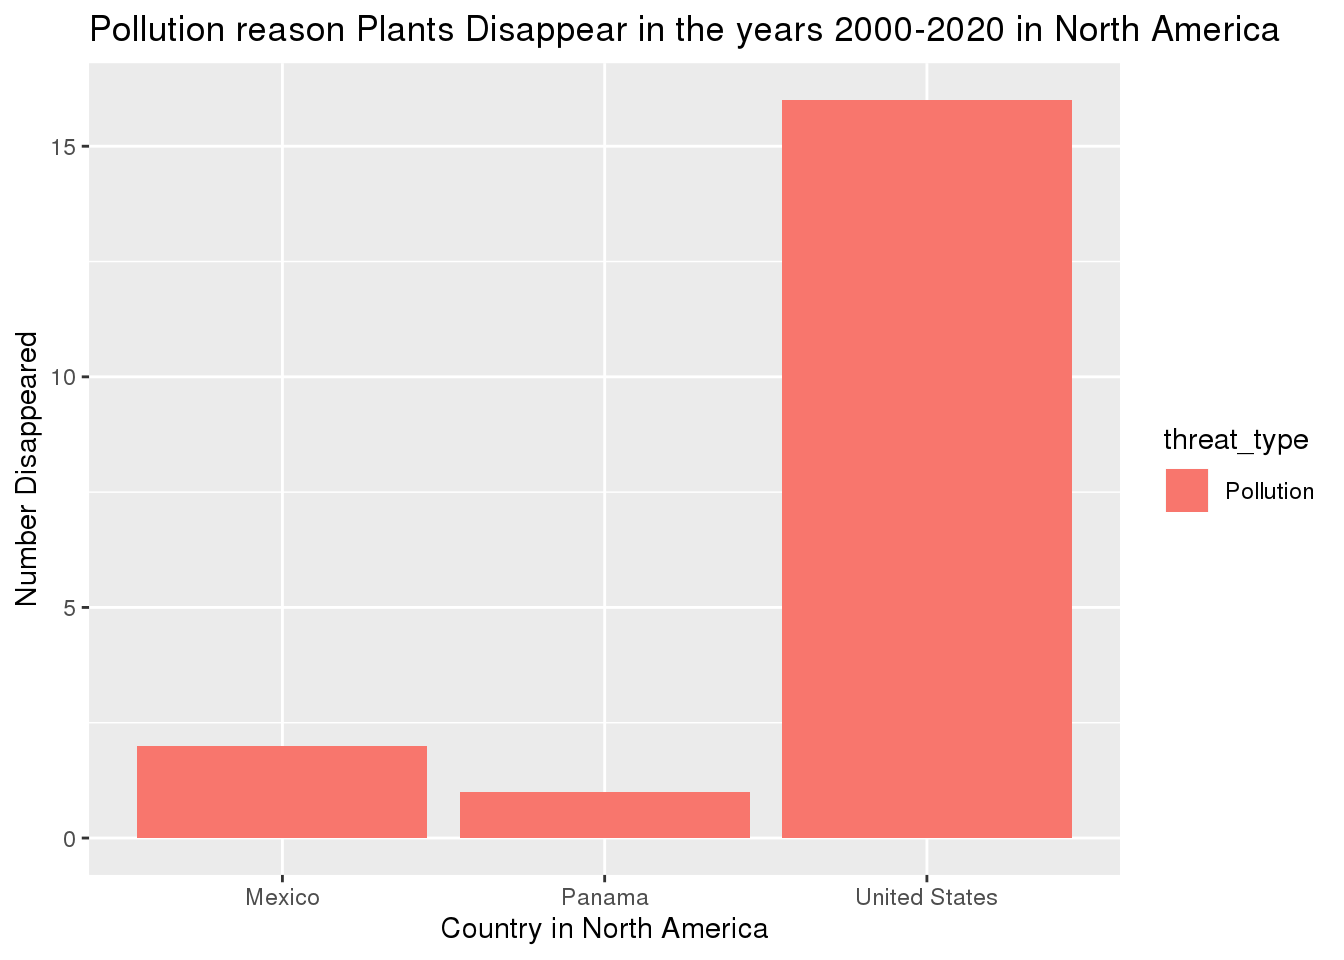 Pollution reason Plants Disappear in the years 2000-2020 in North America
Number Disappeared
15
10
5
0
Mexico Panama United States
Country in North America
threat_type
Pollution